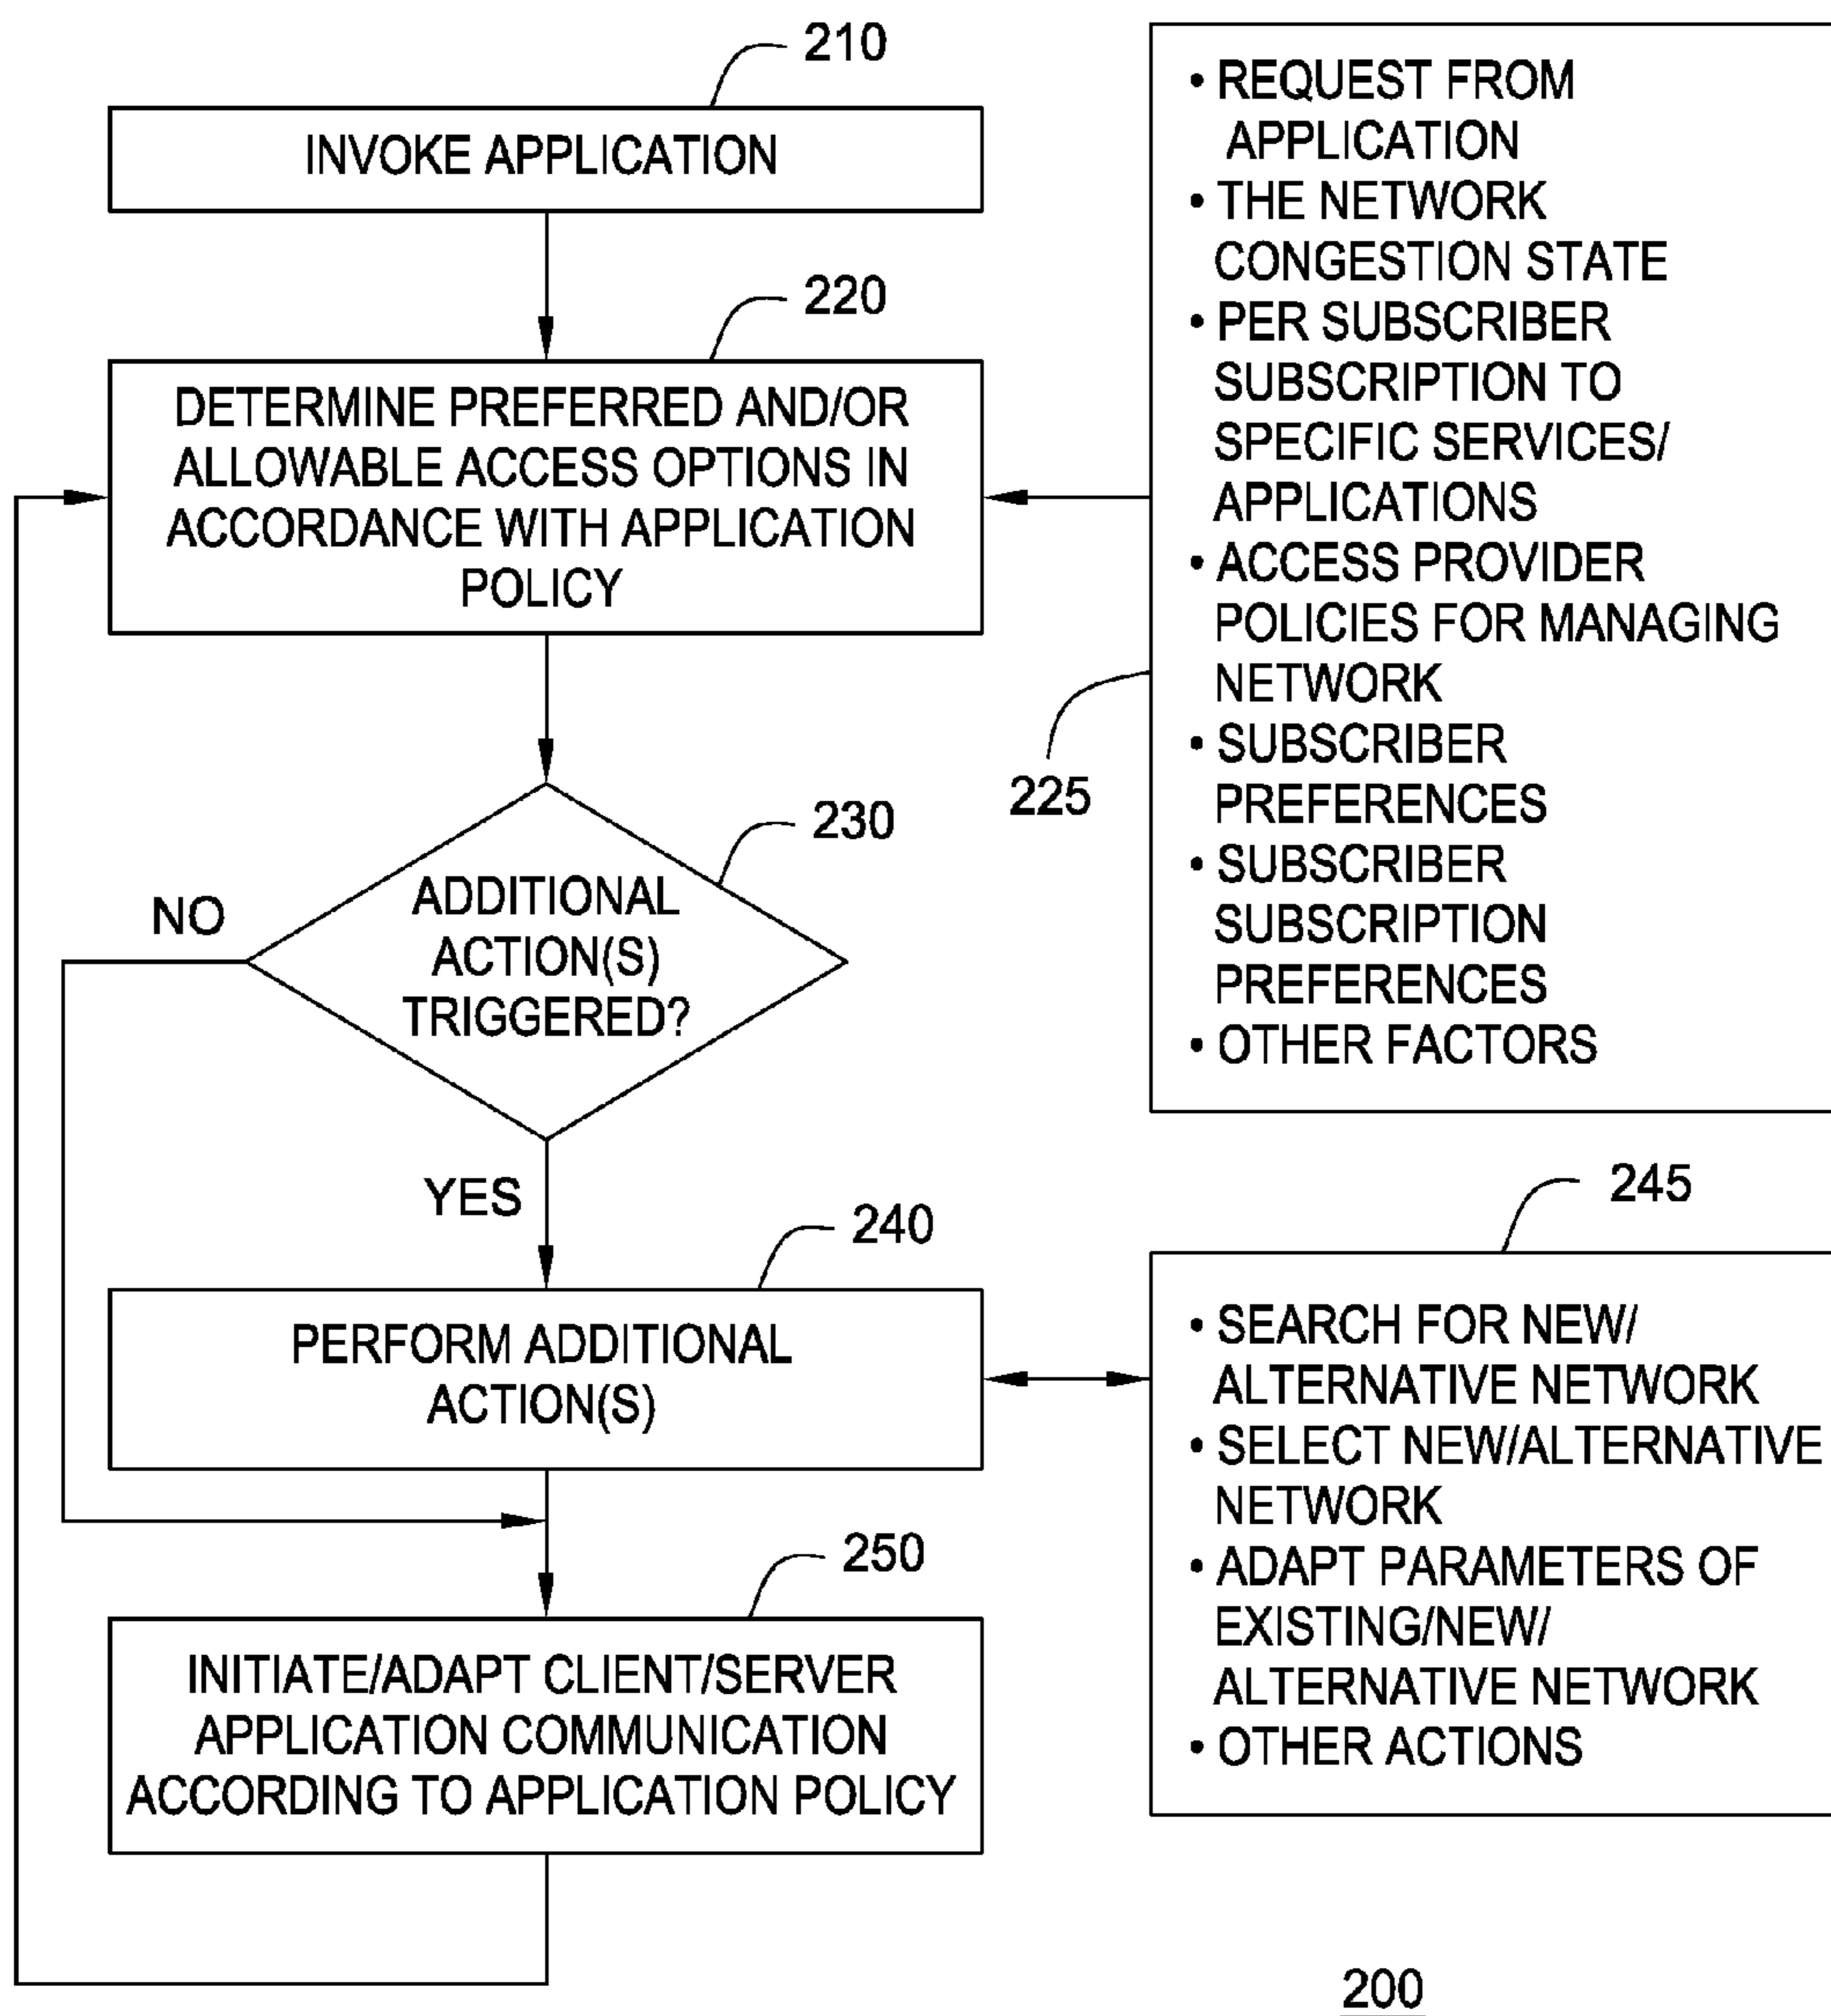 210
INVOKE APPLICATION
220
DETERMINE PREFERRED AND/OR
ALLOWABLE ACCESS OPTIONS IN
ACCORDANCE WITH APPLICATION
POLICY
• REQUEST FROM
APPLICATION
• THE NETWORK
CONGESTION STATE
• PER SUBSCRIBER
SUBSCRIPTION TO
SPECIFIC SERVICES/
APPLICATIONS
• ACCESS PROVIDER
POLICIES FOR MANAGING
NETWORK
• SUBSCRIBER
PREFERENCES
• SUBSCRIBER
SUBSCRIPTION
PREFERENCES
• OTHER FACTORS
225
230
ADDITIONAL
ACTION(S)
TRIGGERED?
NO
YES
240
PERFORM ADDITIONAL
ACTION(S)
245
• SEARCH FOR NEW/
ALTERNATIVE NETWORK
• SELECT NEW/ALTERNATIVE
NETWORK
• ADAPT PARAMETERS OF
EXISTING/NEW/
ALTERNATIVE NETWORK
• OTHER ACTIONS
250
INITIATE/ADAPT CLIENT/SERVER
APPLICATION COMMUNICATION
ACCORDING TO APPLICATION POLICY
200